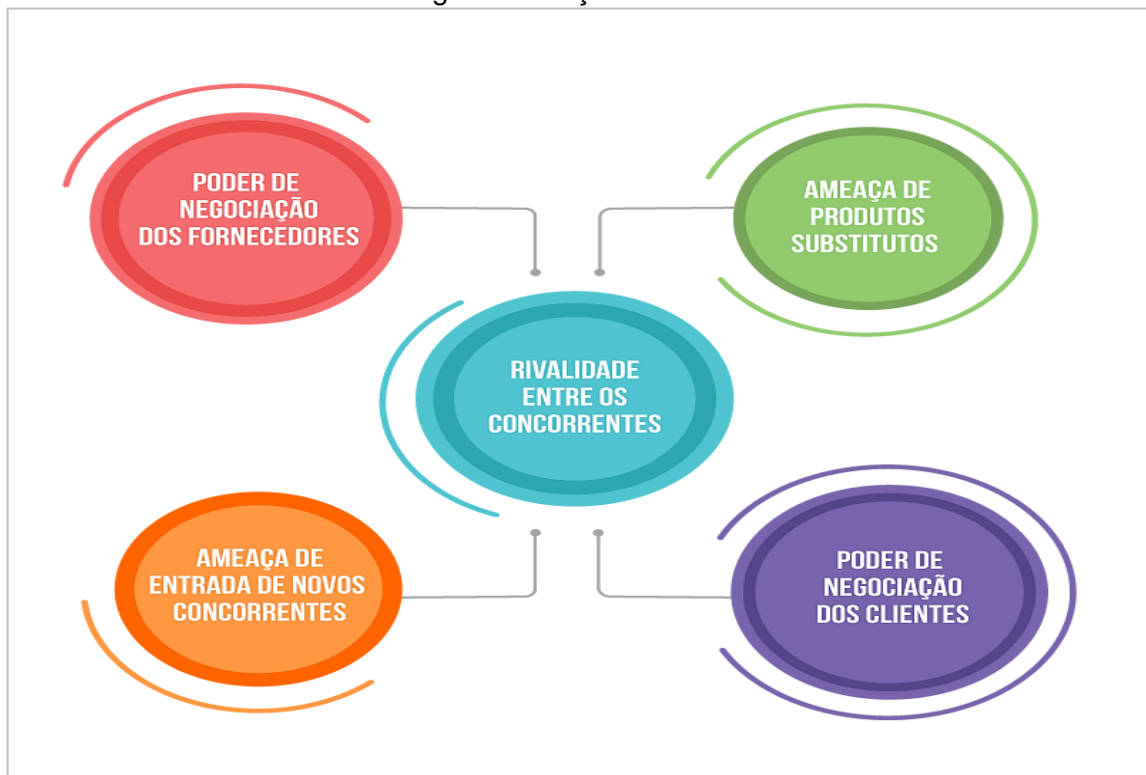 PODER DE
NEGOCIAÇÃO
DOS FORNECEDORES
AMEAÇA DE
PRODUTOS
SUBSTITUTOS
RIVALIDADE
ENTRE OS
CONCORRENTES
AMEAÇA DE
ENTRADA DE NOVOS
CONCORRENTES
PODER DE
NEGOCIAÇÃO
DOS CLIENTES